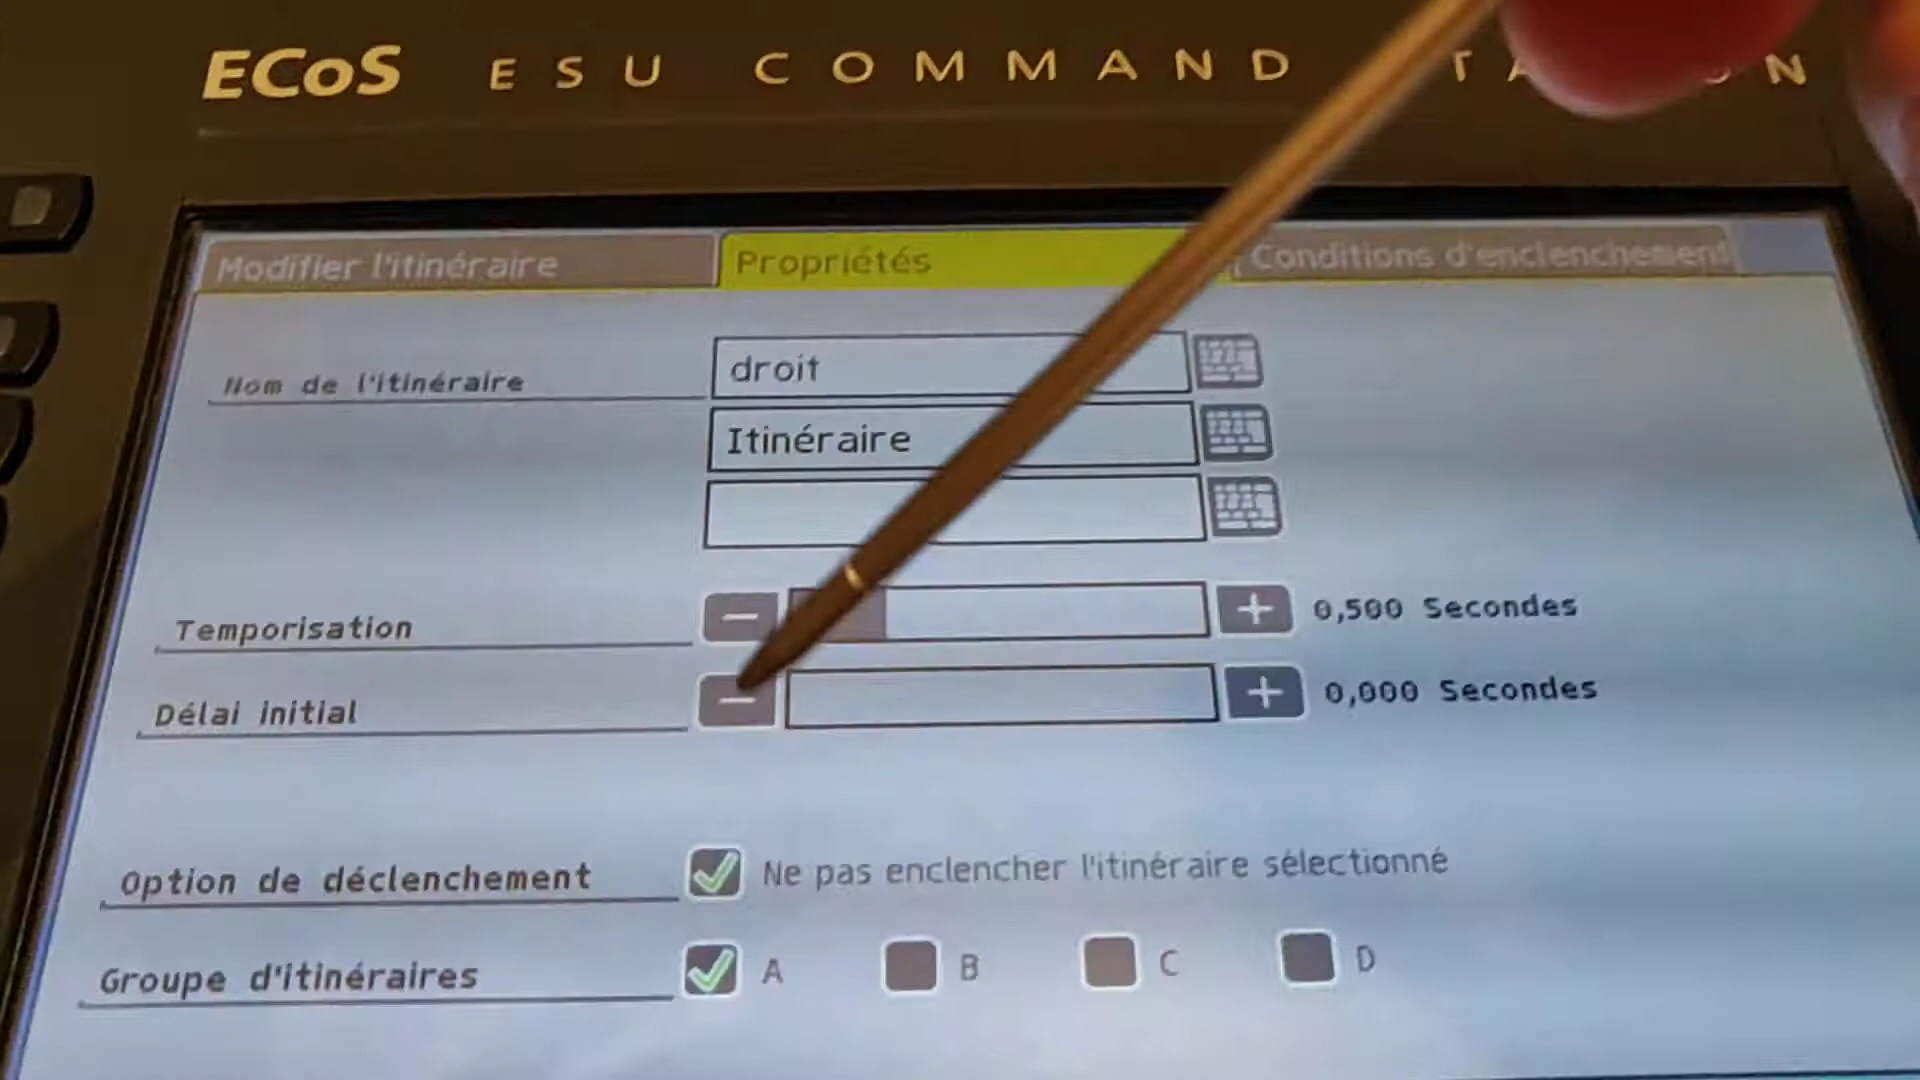 ECoS ESU COMMAND
Modifier l'itinéraire Propriétés Conditions d'enclenchement
Nom de l'itinéraire droit
Itinéraire
Temporisation - + 0,500 Secondes
Délai initial - + 0,000 Secondes
Option de déclenchement Ne pas enclencher l'itinéraire sélectionné
Groupe d'itinéraires A B C D